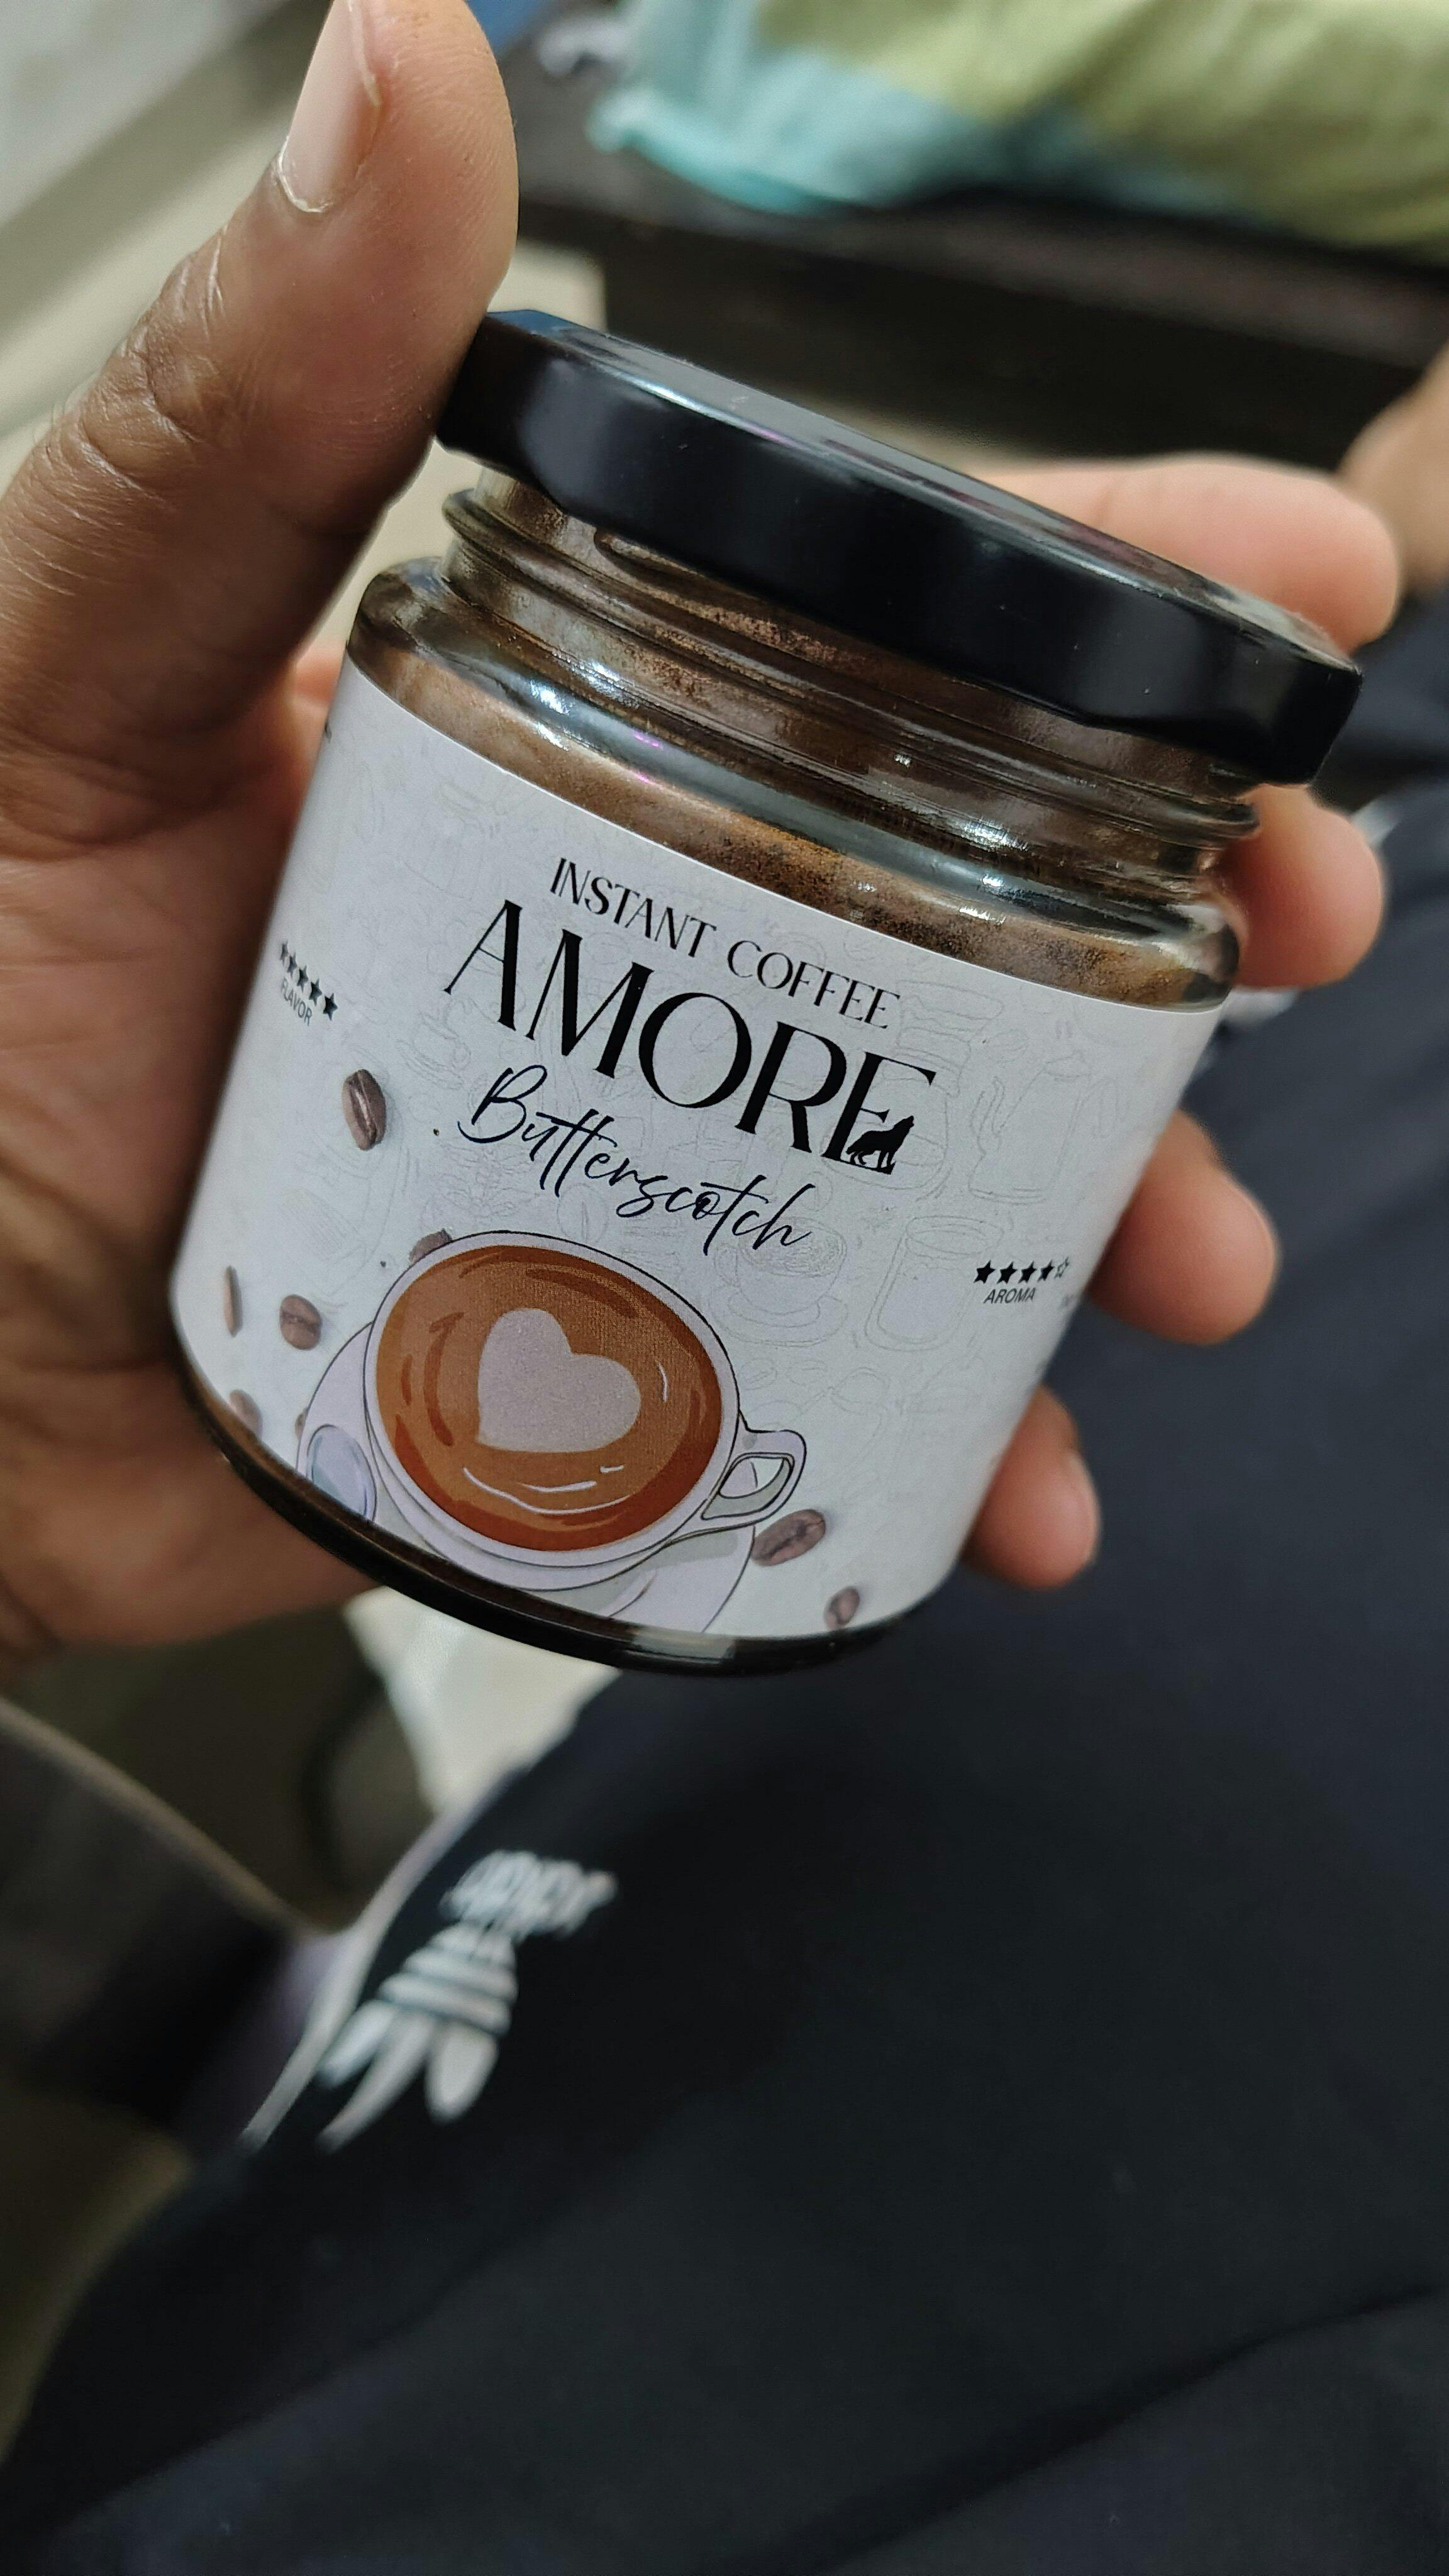 INSTANT COFFEE
AMORE
Butterscotch
★★★★★
FLAVOR
★★★★☆
AROMA